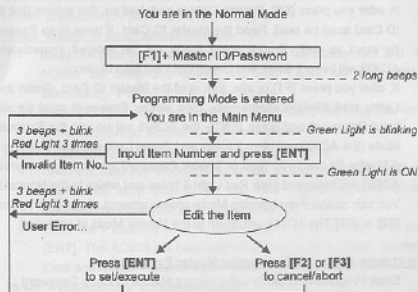 You are in the Normal Mode
[F1]+ Master ID/Password
2 long beeps
Programming Mode is entered
You are in the Main Menu
3 beeps + blink
Red Light 3 times
Green Light is blinking
Invalid Item No..
Input Item Number and press [ENT]
Green Light is ON
3 beeps + blink
Red Light 3 times
User Error...
Edit the Item
Press [ENT]
to set/execute
Press [F2] or [F3]
to cancel/abort